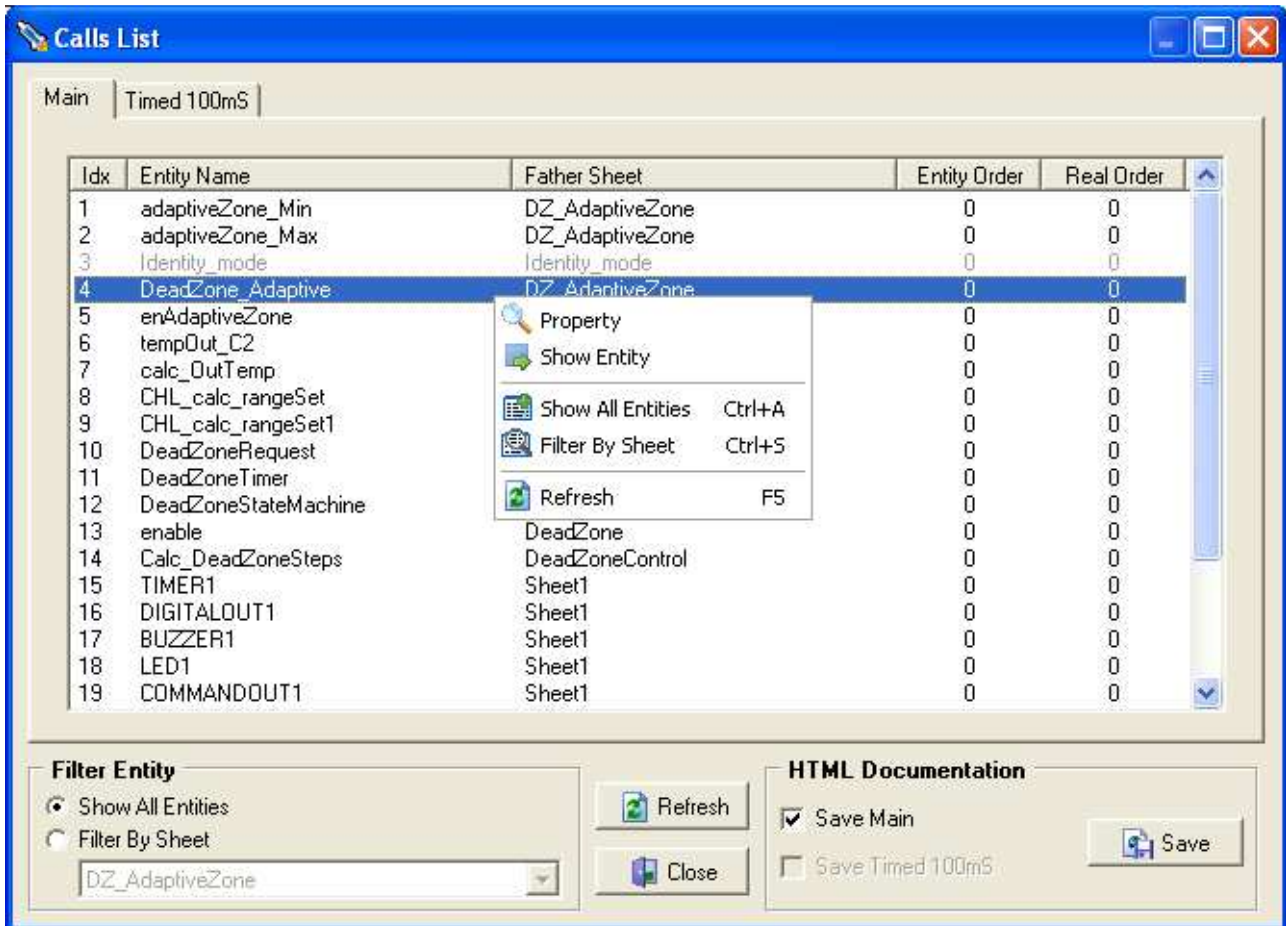 Calls List
Main Timed 100mS
Idx Entity Name Father Sheet Entity Order Real Order
1 adaptiveZone_Min DZ_AdaptiveZone 0 0
2 adaptiveZone_Max DZ_AdaptiveZone 0 0
3 Identity_mode Identity_mode 0 0
4 DeadZone_Adaptive DZ_AdaptiveZone 0 0
5 enAdaptiveZone 0 0
Property
6 tempOut_C2 0 0
Show Entity
7 calc_OutTemp 0 0
8 CHL_calc_rangeSet 0 0
Show All Entities Ctrl+A
9 CHL_calc_rangeSet1 0 0
10 DeadZoneRequest 0 0
Filter By Sheet Ctrl+S
11 DeadZoneTimer 0 0
12 DeadZoneStateMachine 0 0
Refresh F5
13 enable DeadZone 0 0
14 Calc_DeadZoneSteps DeadZoneControl 0 0
15 TIMER1 Sheet1 0 0
16 DIGITALOUT1 Sheet1 0 0
17 BUZZER1 Sheet1 0 0
18 LED1 Sheet1 0 0
19 COMMANDOUT1 Sheet1 0 0
Filter Entity
Show All Entities
Filter By Sheet
DZ_AdaptiveZone
Refresh
Close
HTML Documentation
Save Main
Save Timed 100mS
Save